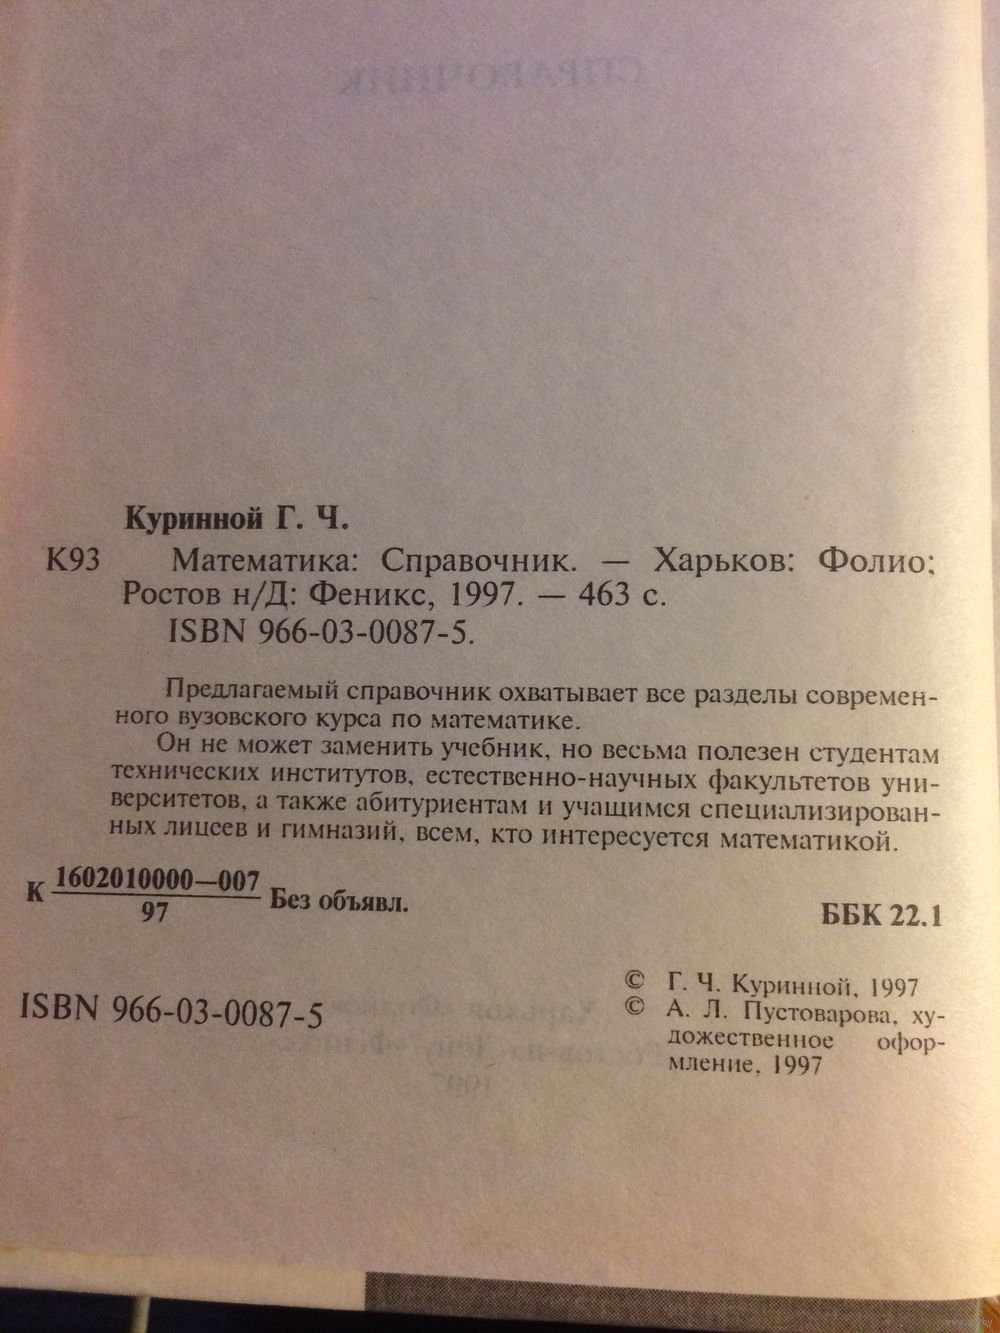 СПРАВОЧНИК
Куринной Г. Ч.
К93 Математика: Справочник. — Харьков: Фолио;
Ростов н/Д: Феникс, 1997. — 463 с.
ISBN 966-03-0087-5.
Предлагаемый справочник охватывает все разделы современ-
ного вузовского курса по математике.
Он не может заменить учебник, но весьма полезен студентам
технических институтов, естественно-научных факультетов уни-
верситетов, а также абитуриентам и учащимся специализирован-
ных лицеев и гимназий, всем, кто интересуется математикой.
К 1602010000—007 Без объявл.
97
ББК 22.1
ISBN 966-03-0087-5
© Г. Ч. Куринной, 1997
© А. Л. Пустоварова, ху-
дожественное офор-
мление, 1997